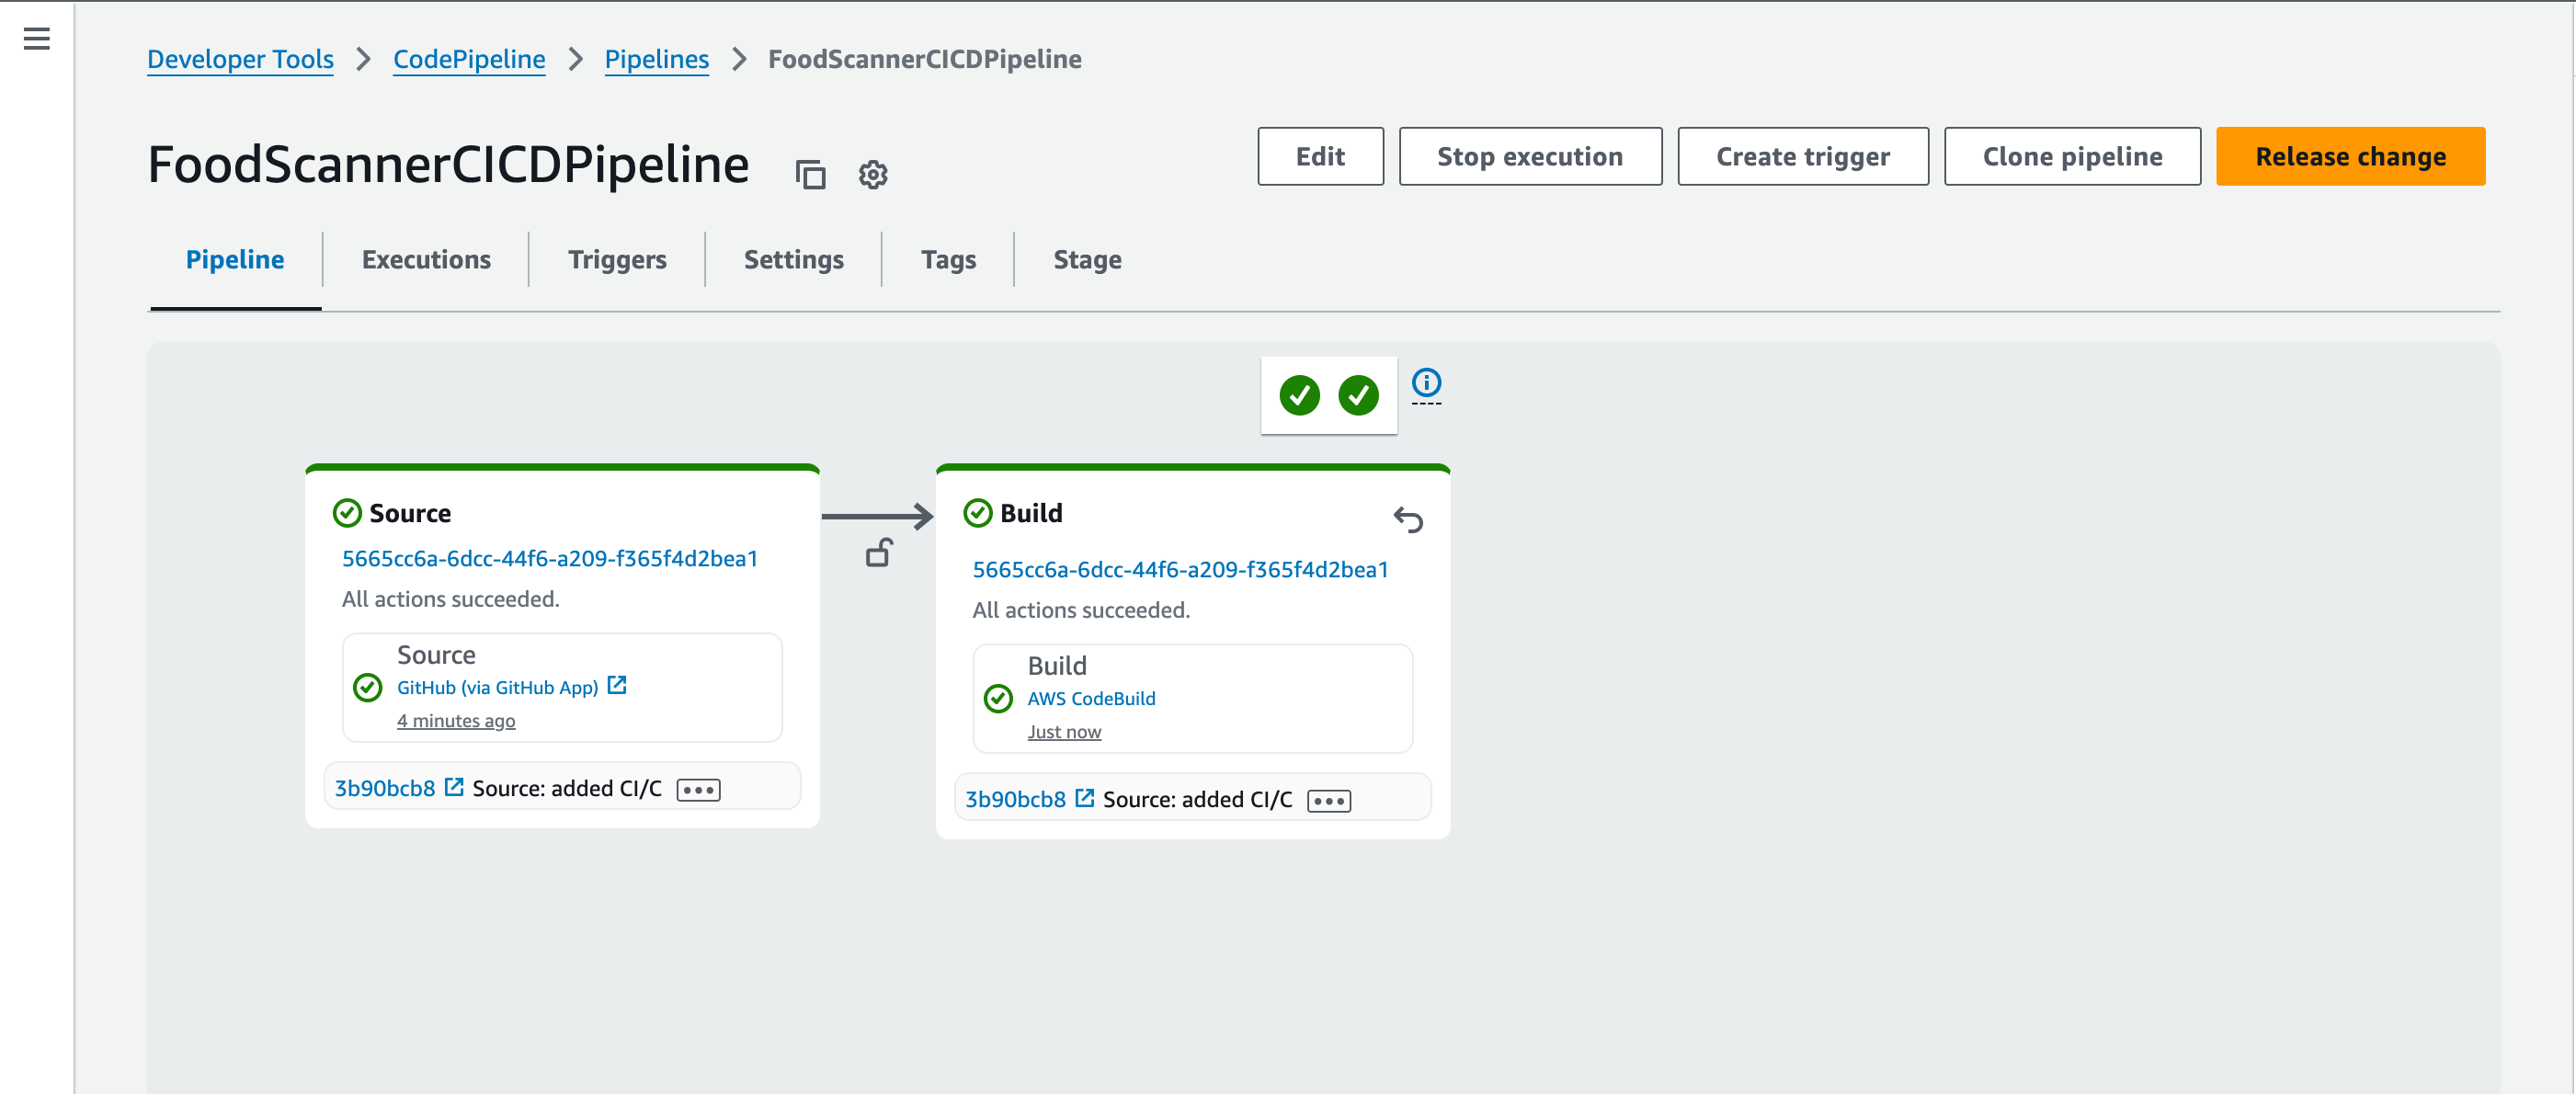 Developer Tools > CodePipeline > Pipelines > FoodScannerCICDPipeline
FoodScannerCICDPipeline
Edit
Stop execution
Create trigger
Clone pipeline
Release change
Pipeline
Executions
Triggers
Settings
Tags
Stage
Source
5665cc6a-6dcc-44f6-a209-f365f4d2bea1
All actions succeeded.
Source
GitHub (via GitHub App)
4 minutes ago
3b90bcb8 Source: added CI/C
Build
5665cc6a-6dcc-44f6-a209-f365f4d2bea1
All actions succeeded.
Build
AWS CodeBuild
Just now
3b90bcb8 Source: added CI/C